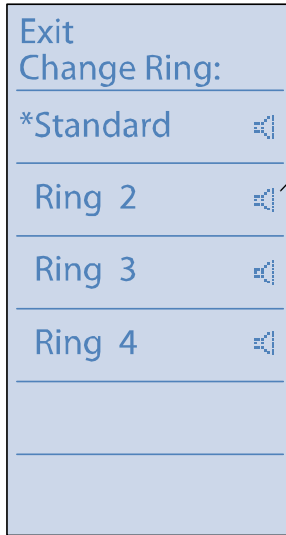 Exit
Change Ring:
*Standard
Ring 2
Ring 3
Ring 4